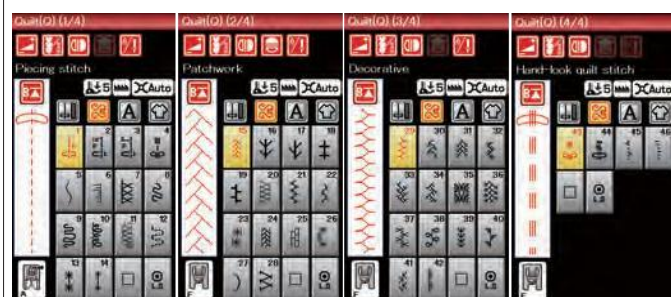 Quilt(Q) (1/4)
Piecing stitch
5 Auto
A
1 2 3 4
5 6 7 8
9 10 11 12
13 14
A
Quilt(Q) (2/4)
Patchwork
5 Auto
A
15 16 17 18
19 20 21 22
23 24 25 26
27 28
F
Quilt(Q) (3/4)
Decorative
5 Auto
A
29 30 31 32
33 34 35 36
37 38 39 40
41 42
F
Quilt(Q) (4/4)
Hand-look quilt stitch
5 Auto
A
43 44 45 46
F